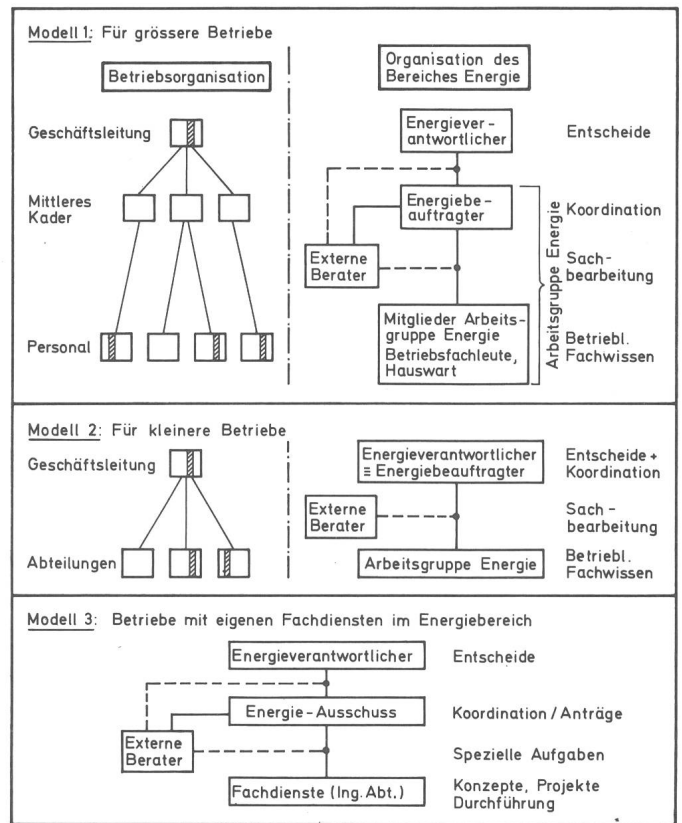 Modell 1: Für grössere Betriebe
Betriebsorganisation
Organisation des
Bereiches Energie
Geschäftsleitung
Energiever-
antwortlicher
Entscheide
Mittleres
Kader
Energiebe-
auftragter
Koordination
Externe
Berater
Sach-
bearbeitung
Arbeitsgruppe Energie
Personal
Mitglieder Arbeits-
gruppe Energie
Betriebsfachleute,
Hauswart
Betriebl.
Fachwissen
Modell 2: Für kleinere Betriebe
Geschäftsleitung
Energieverantwortlicher
≡ Energiebeauftragter
Entscheide +
Koordination
Externe
Berater
Sach-
bearbeitung
Abteilungen
Arbeitsgruppe Energie
Betriebl.
Fachwissen
Modell 3: Betriebe mit eigenen Fachdiensten im Energiebereich
Energieverantwortlicher
Entscheide
Energie-Ausschuss
Koordination / Anträge
Externe
Berater
Spezielle Aufgaben
Fachdienste (Ing. Abt.)
Konzepte, Projekte
Durchführung